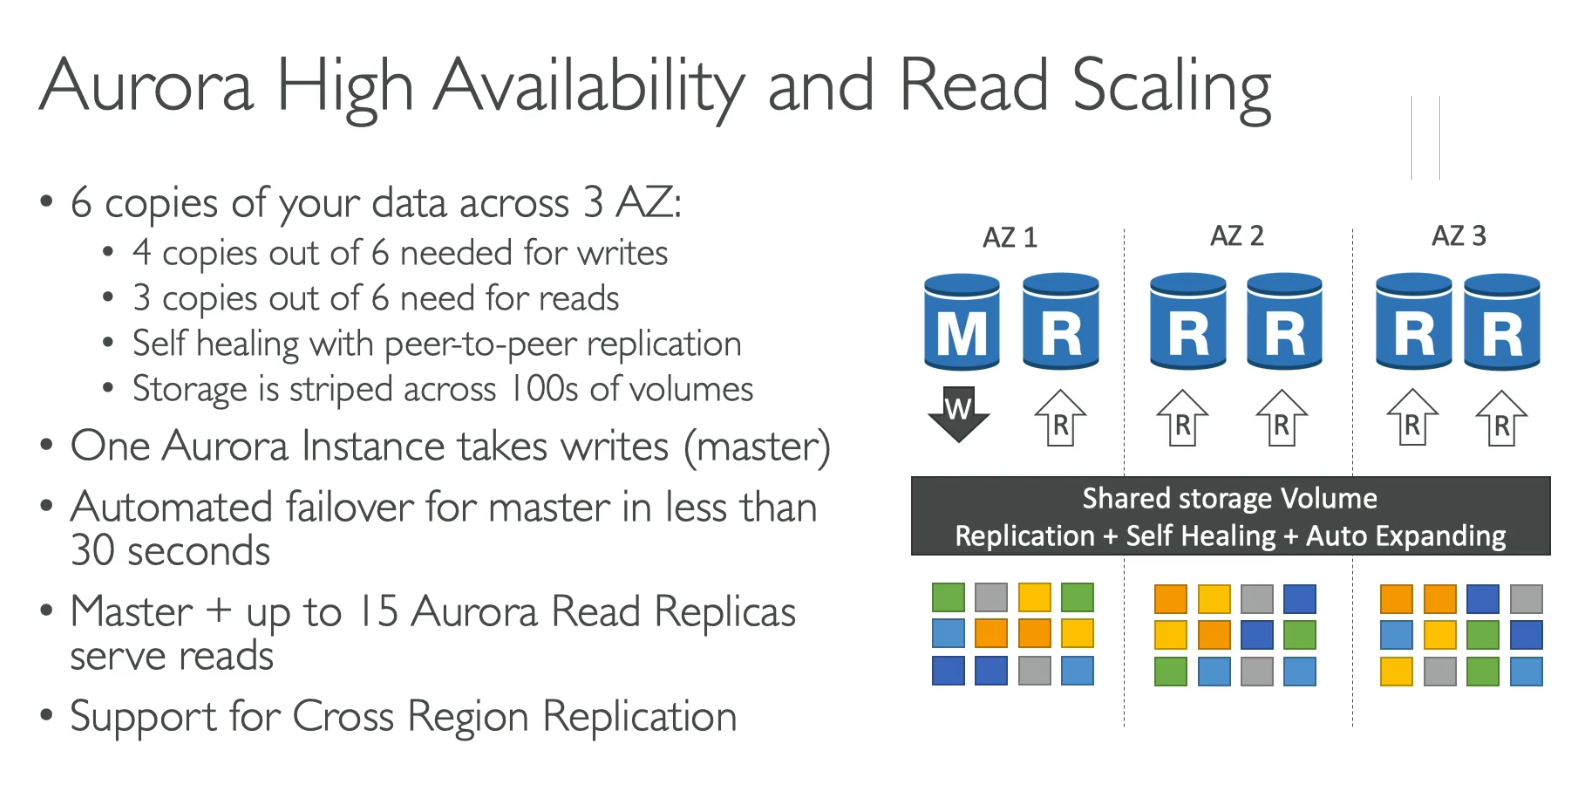 Aurora High Availability and Read Scaling
• 6 copies of your data across 3 AZ:
• 4 copies out of 6 needed for writes
• 3 copies out of 6 need for reads
• Self healing with peer-to-peer replication
• Storage is striped across 100s of volumes
• One Aurora Instance takes writes (master)
• Automated failover for master in less than
30 seconds
• Master + up to 15 Aurora Read Replicas
serve reads
• Support for Cross Region Replication
AZ 1 AZ 2 AZ 3
M R R R R R
W R R R R R
Shared storage Volume
Replication + Self Healing + Auto Expanding